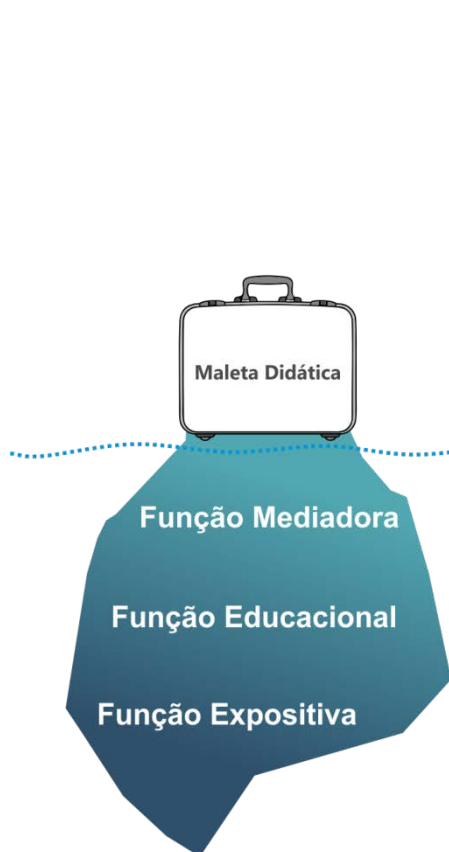 Maleta Didática
Função Mediadora
Função Educacional
Função Expositiva